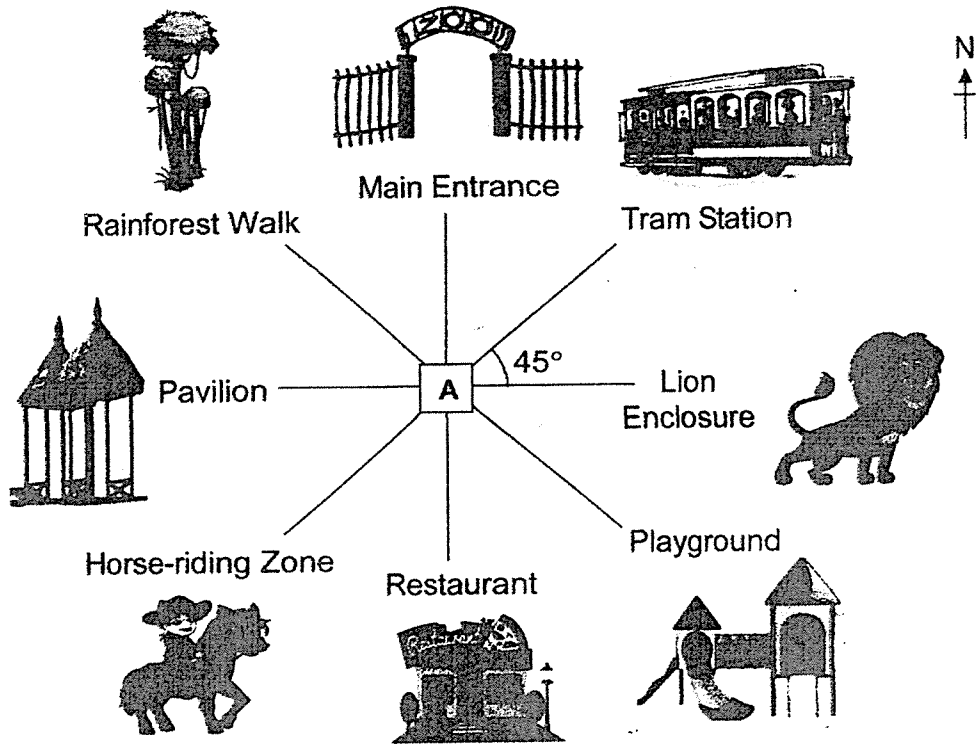 ZOO
N
Main Entrance
Rainforest Walk
Tram Station
45°
Pavilion
A
Lion
Enclosure
Playground
Horse-riding Zone
Restaurant